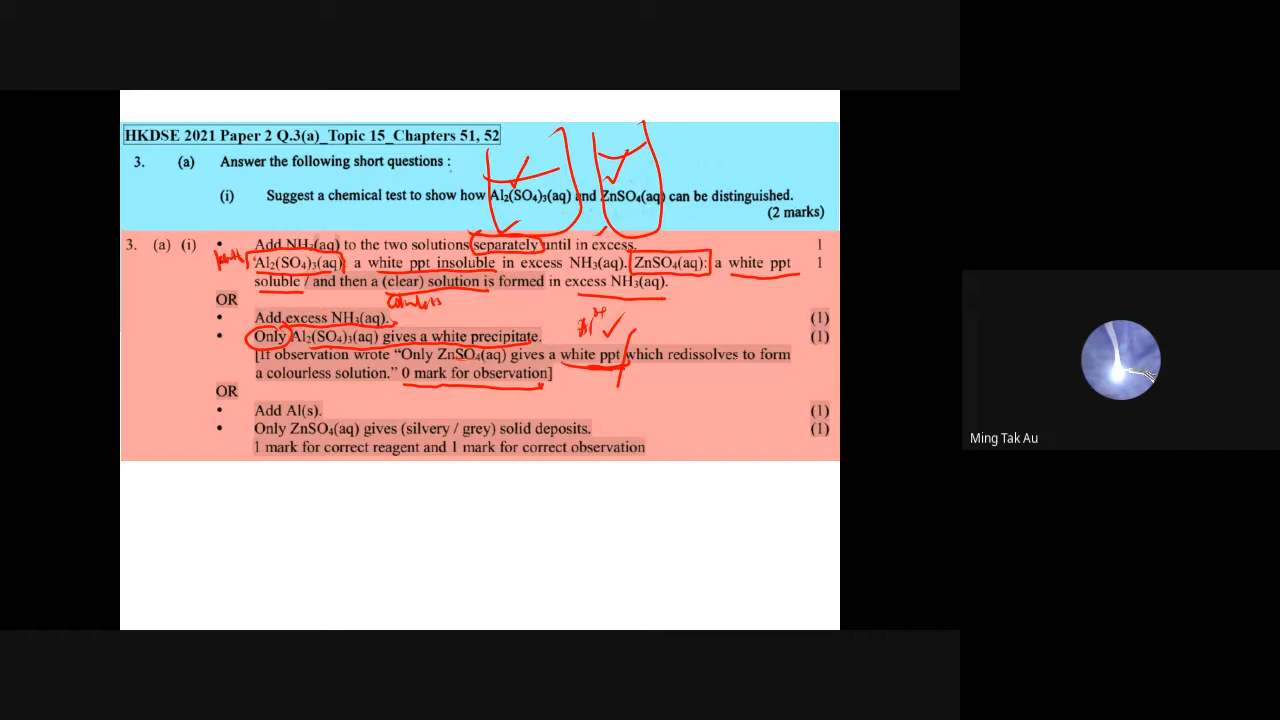 HKDSE 2021 Paper 2 Q.3(a)_Topic 15_Chapters 51, 52
3. (a) Answer the following short questions :
(i) Suggest a chemical test to show how Al₂(SO₄)₃(aq) and ZnSO₄(aq) can be distinguished.
(2 marks)
3. (a) (i) • Add NH₃(aq) to the two solutions separately until in excess. 1
Al₂(SO₄)₃(aq): a white ppt insoluble in excess NH₃(aq). ZnSO₄(aq): a white ppt 1
soluble / and then a (clear) solution is formed in excess NH₃(aq).
colourless
OR
• Add excess NH₃(aq). (1)
• Only Al₂(SO₄)₃(aq) gives a white precipitate. (1)
[If observation wrote “Only ZnSO₄(aq) gives a white ppt which redissolves to form
a colourless solution.” 0 mark for observation]
OR
• Add Al(s). (1)
• Only ZnSO₄(aq) gives (silvery / grey) solid deposits. (1)
1 mark for correct reagent and 1 mark for correct observation
Ming Tak Au